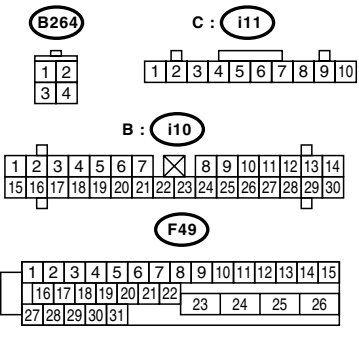 B264
C : i11
1 2
3 4
1 2 3 4 5 6 7 8 9 10
B : i10
1 2 3 4 5 6 7 8 9 10 11 12 13 14
15 16 17 18 19 20 21 22 23 24 25 26 27 28 29 30
F49
1 2 3 4 5 6 7 8 9 10 11 12 13 14 15
16 17 18 19 20 21 22 23 24 25 26
27 28 29 30 31